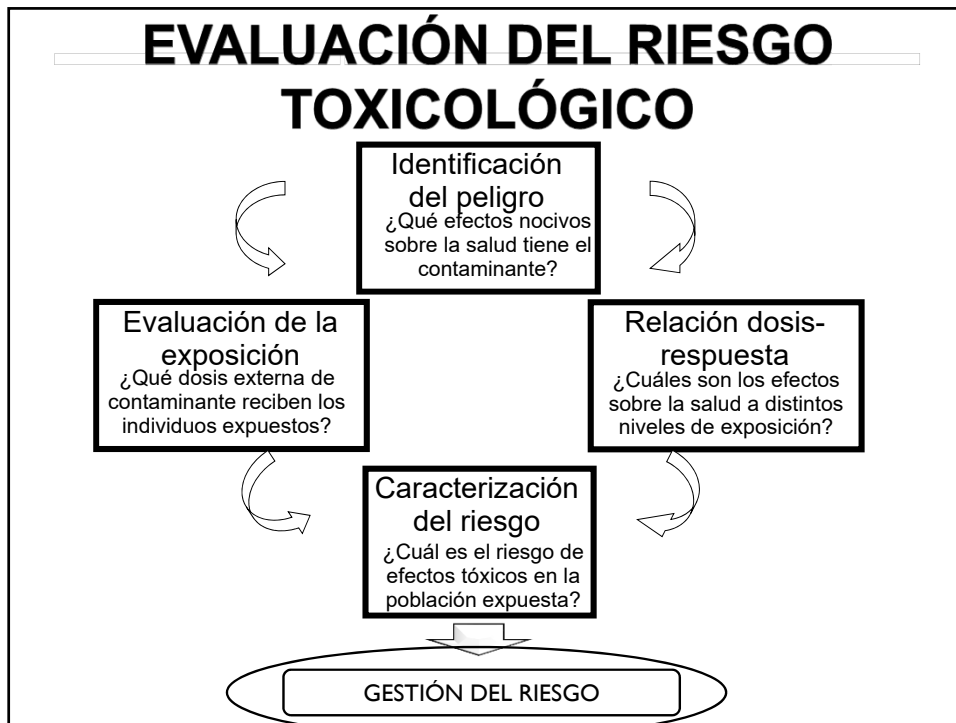 EVALUACIÓN DEL RIESGO
TOXICOLÓGICO
Identificación
del peligro
¿Qué efectos nocivos
sobre la salud tiene el
contaminante?
Evaluación de la
exposición
¿Qué dosis externa de
contaminante reciben los
individuos expuestos?
Relación dosis-
respuesta
¿Cuáles son los efectos
sobre la salud a distintos
niveles de exposición?
Caracterización
del riesgo
¿Cuál es el riesgo de
efectos tóxicos en la
población expuesta?
GESTIÓN DEL RIESGO